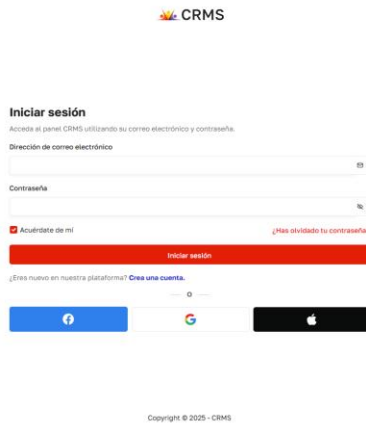 CRMS
Iniciar sesión
Acceda al panel CRMS utilizando su correo electrónico y contraseña.
Dirección de correo electrónico
Contraseña
Acuérdate de mí
¿Has olvidado tu contraseña
Iniciar sesión
¿Eres nuevo en nuestra plataforma? Crea una cuenta.
O
Copyright © 2025 - CRMS